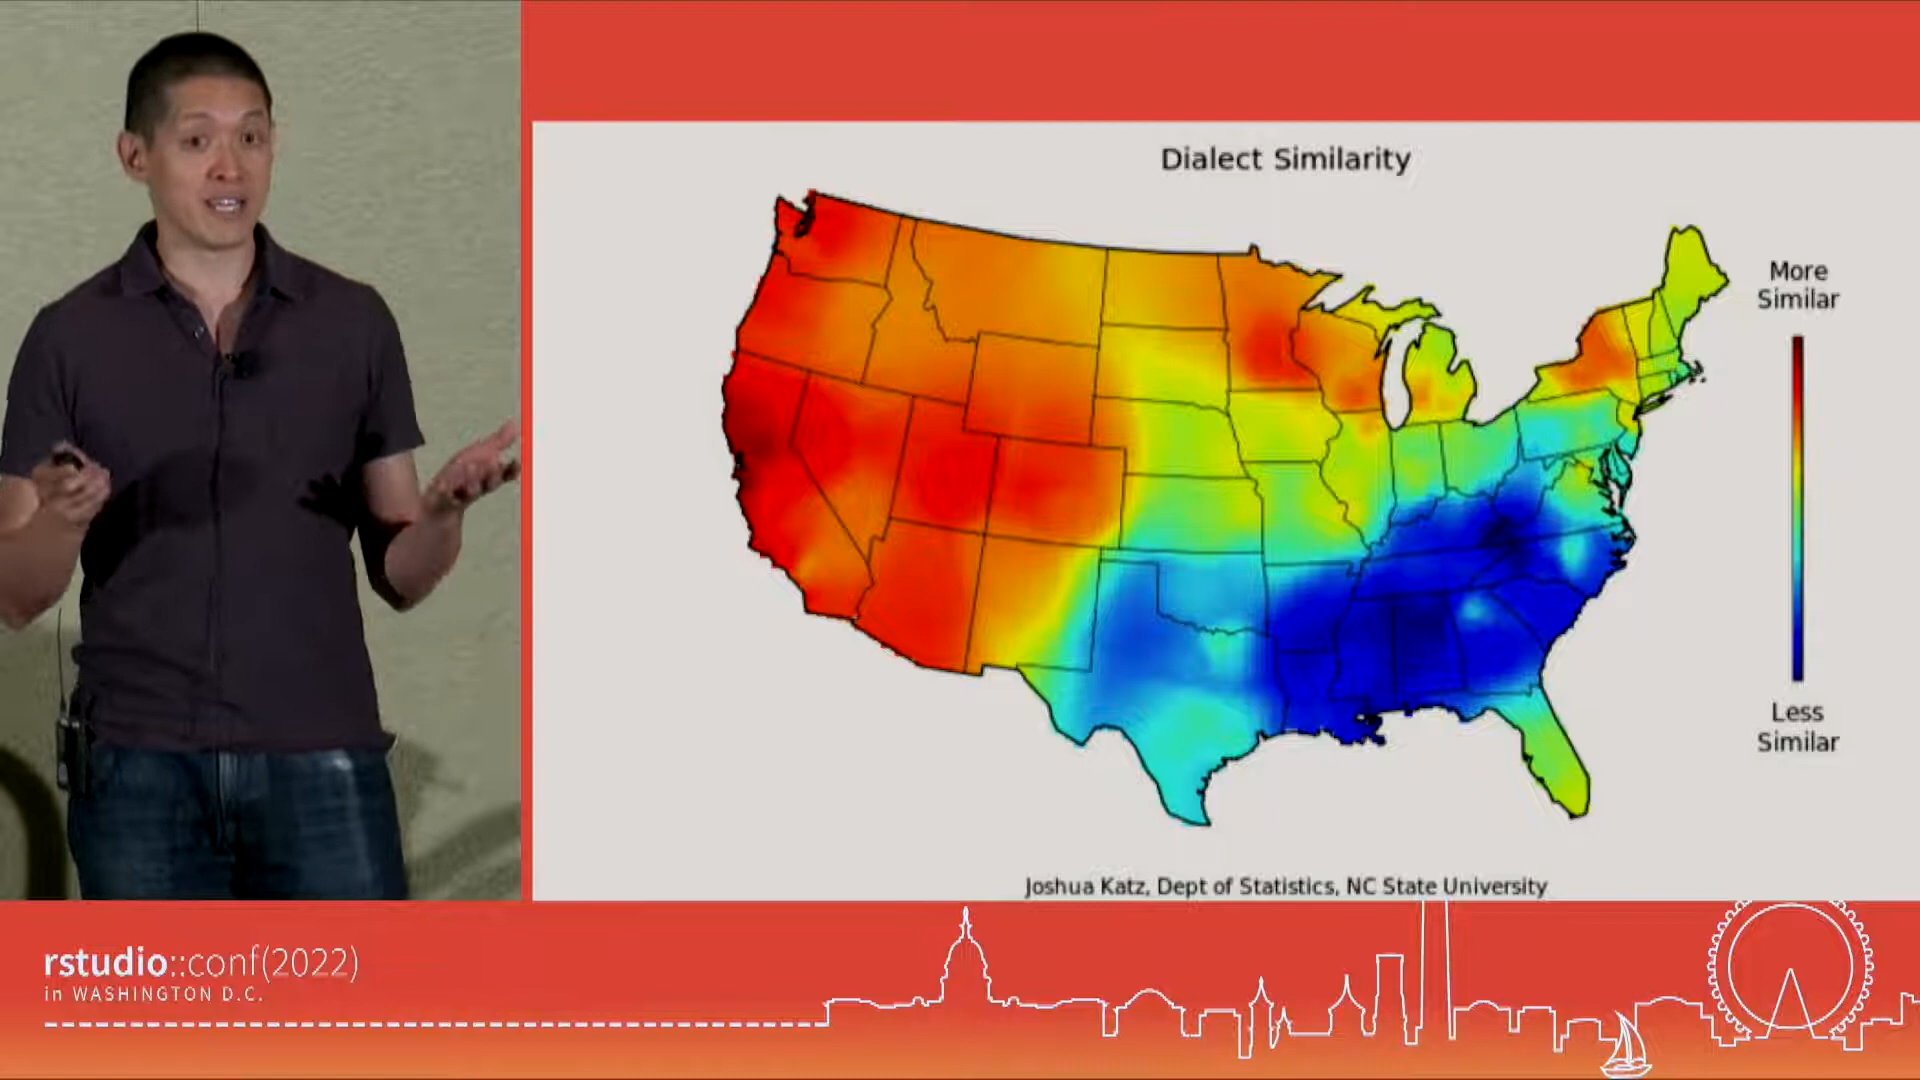 Dialect Similarity
More
Similar
Less
Similar
Joshua Katz, Dept of Statistics, NC State University
rstudio::conf(2022)
in WASHINGTON D.C.